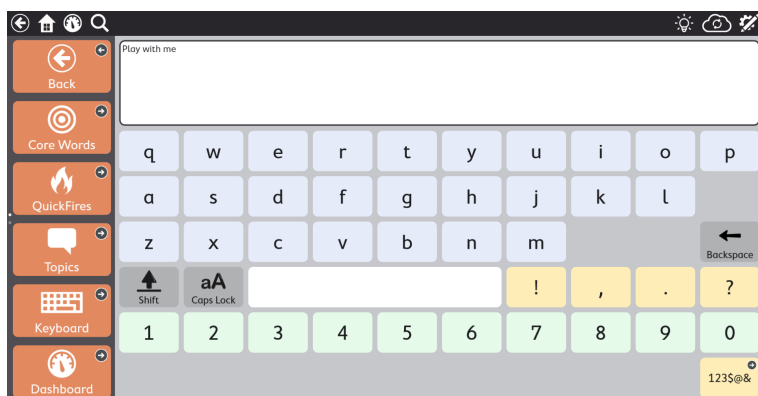 Play with me
Back
Core Words
QuickFires
Topics
Keyboard
Dashboard
q w e r t y u i o p
a s d f g h j k l
z x c v b n m Backspace
Shift aA Caps Lock ! , . ?
1 2 3 4 5 6 7 8 9 0
123$@&